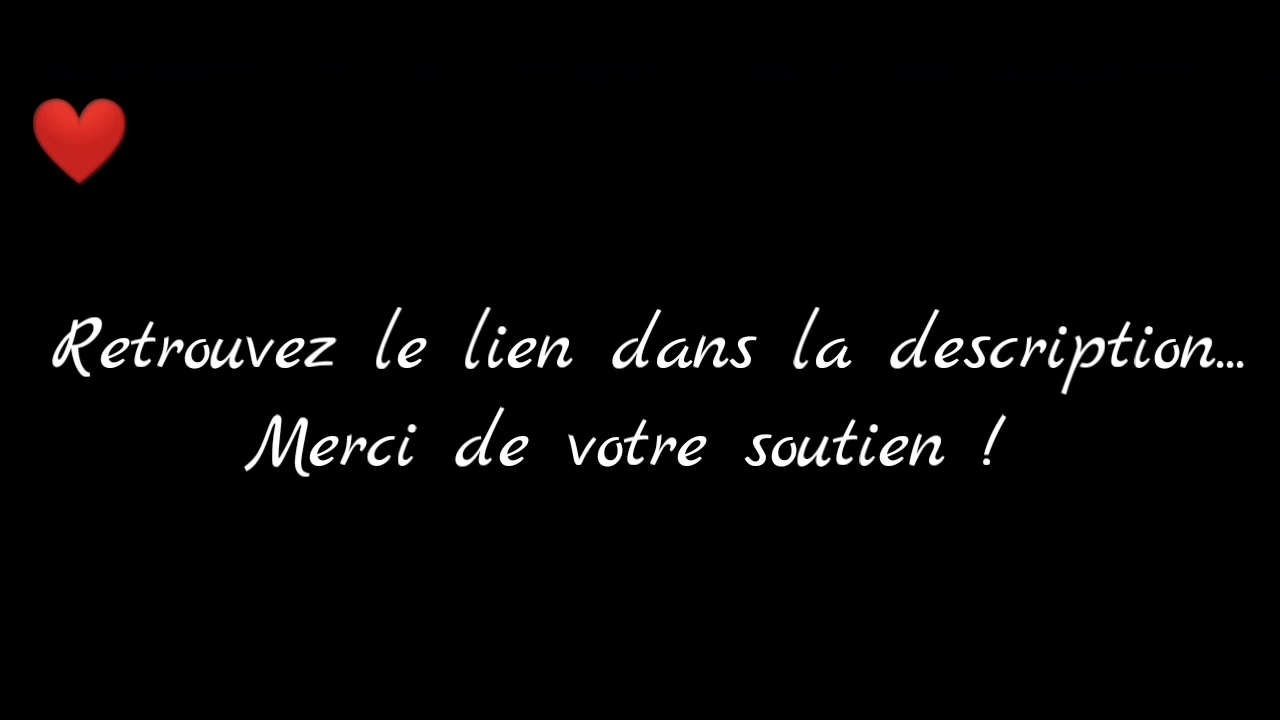 Retrouvez le lien dans la description...
Merci de votre soutien !